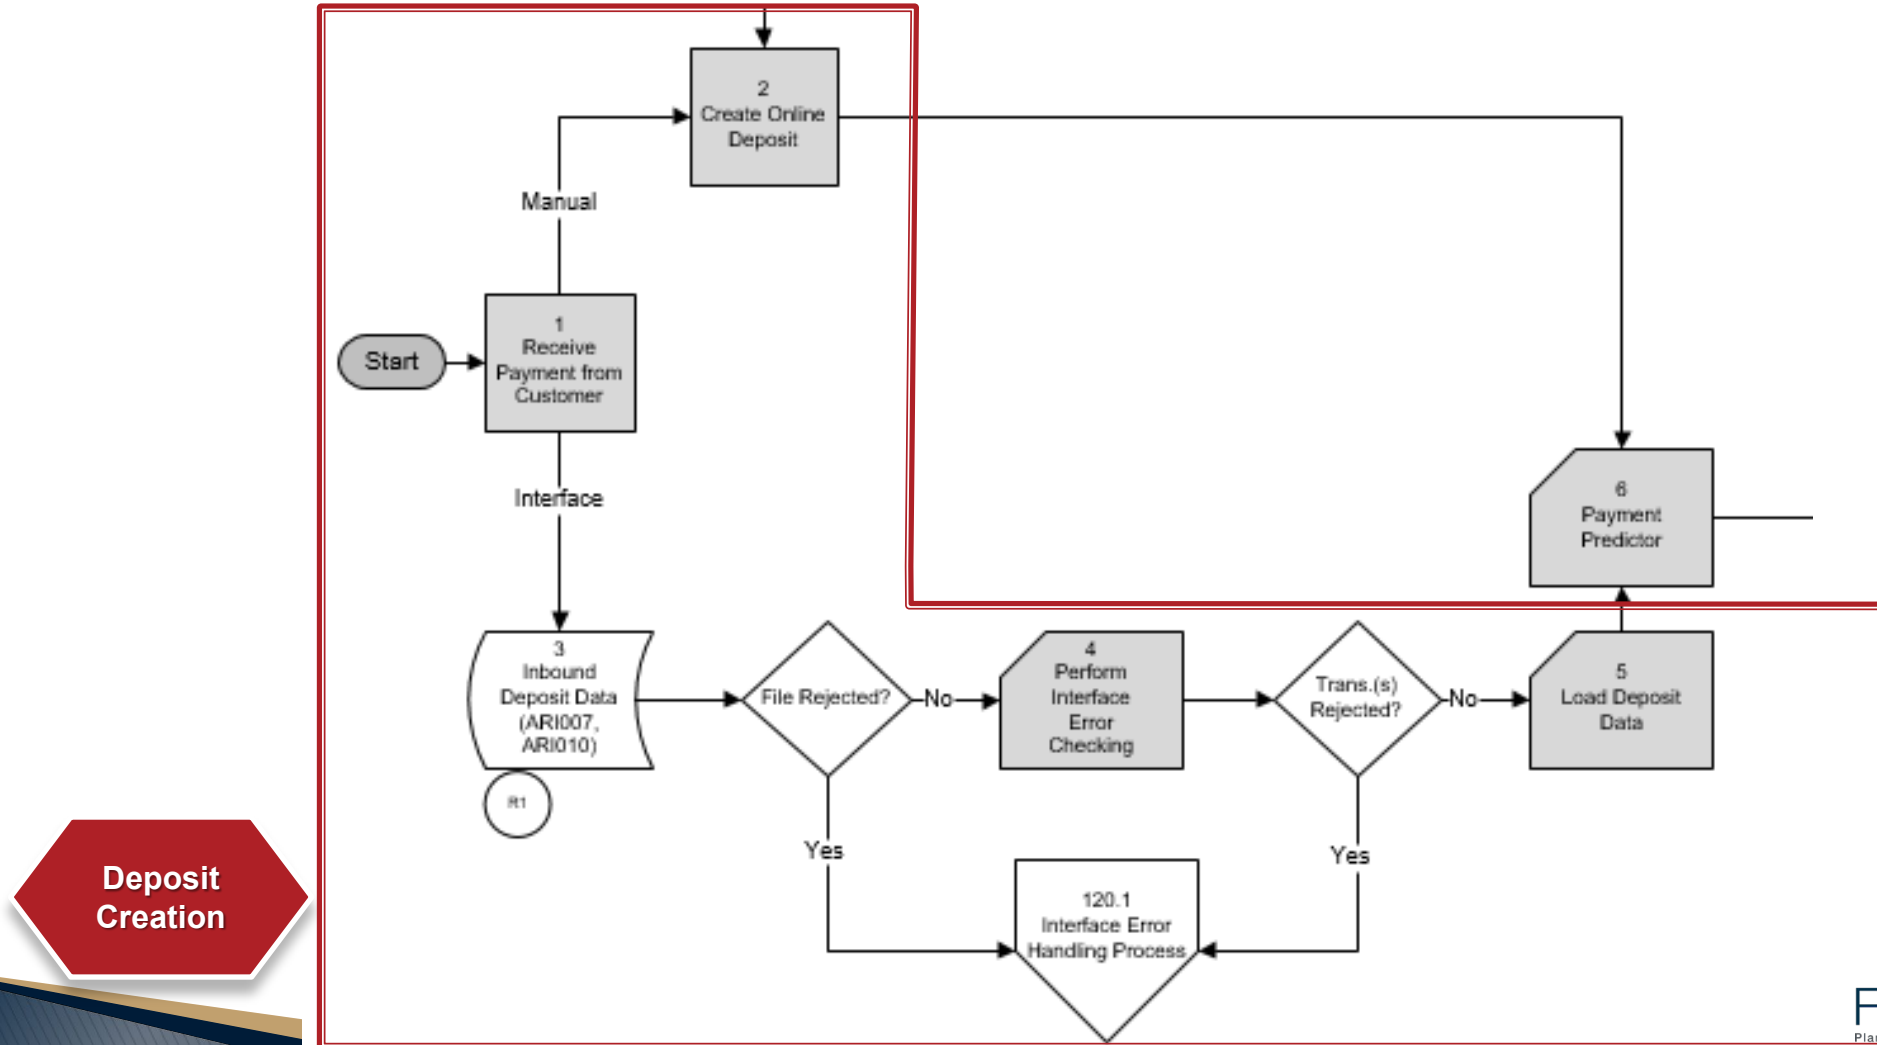 2
Create Online
Deposit
Manual
Start
1
Receive
Payment from
Customer
Interface
6
Payment
Predictor
3
Inbound
Deposit Data
(ARI007,
ARI010)
File Rejected?
No
4
Perform
Interface
Error
Checking
Trans.(s)
Rejected?
No
5
Load Deposit
Data
R1
Yes
Yes
120.1
Interface Error
Handling Process
Deposit
Creation